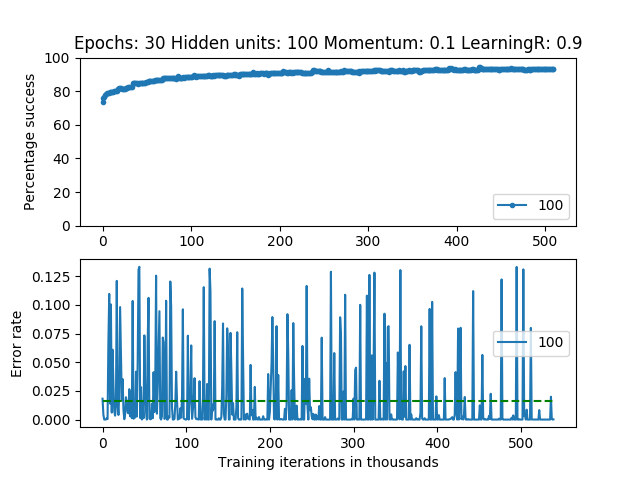 Epochs: 30 Hidden units: 100 Momentum: 0.1 LearningR: 0.9
100
80
60
40
20
0
Percentage success
100
0 100 200 300 400 500
0.125
0.100
0.075
0.050
0.025
0.000
Error rate
100
0 100 200 300 400 500
Training iterations in thousands